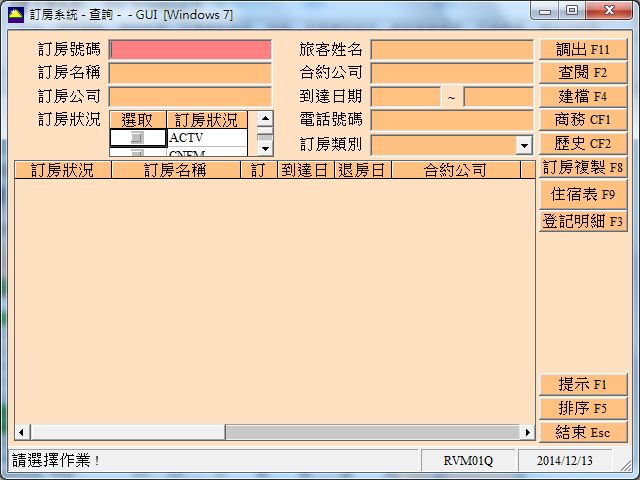 訂房系統 - 查詢 -  - GUI  [Windows 7]
訂房號碼
旅客姓名
調出 F11
訂房名稱
合約公司
查閱 F2
訂房公司
到達日期 ~
建檔 F4
訂房狀況
選取 訂房狀況
電話號碼
商務 CF1
ACTV
訂房類別
歷史 CF2
訂房狀況 訂房名稱 訂 到達日 退房日 合約公司
訂房複製 F8
住宿表 F9
登記明細 F3
提示 F1
排序 F5
結束 Esc
請選擇作業 !
RVM01Q
2014/12/13